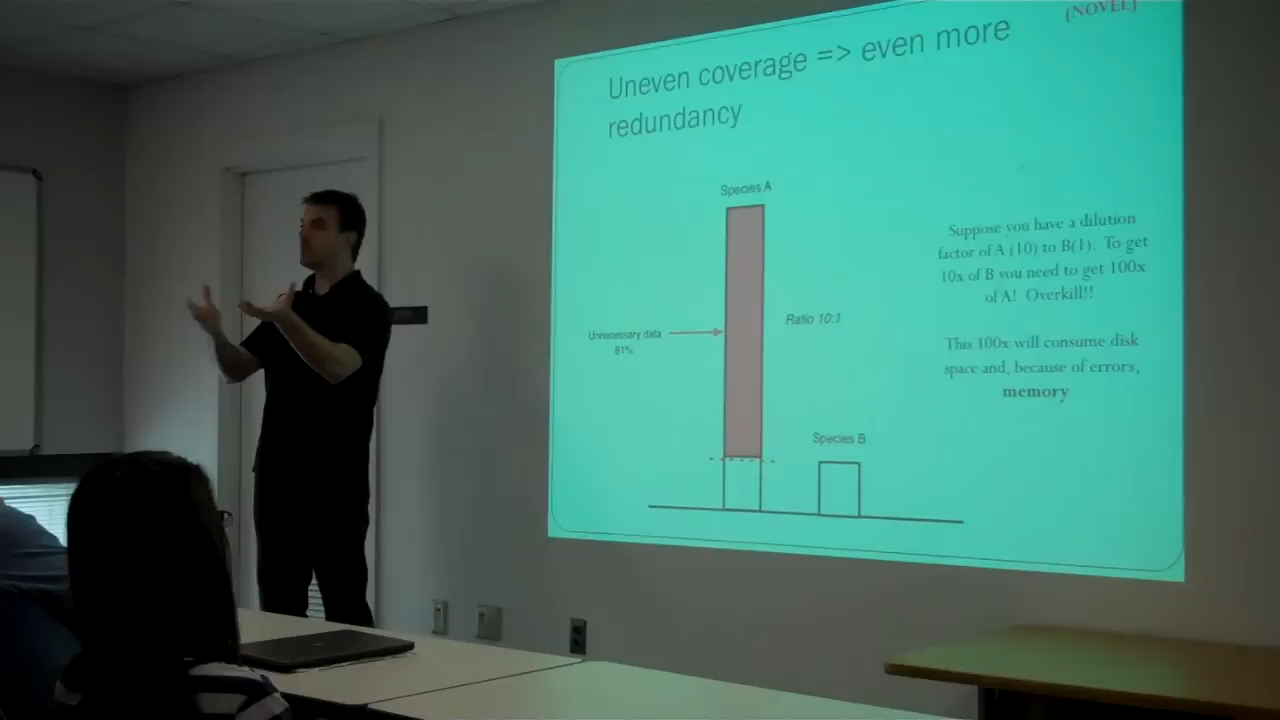 (NOVEL)
Uneven coverage => even more
redundancy
Species A
Suppose you have a dilution
factor of A (10) to B(1). To get
10x of B you need to get 100x
of A! Overkill!!
Ratio 10:1
Unnecessary data
81%
This 100x will consume disk
space and, because of errors,
memory
Species B